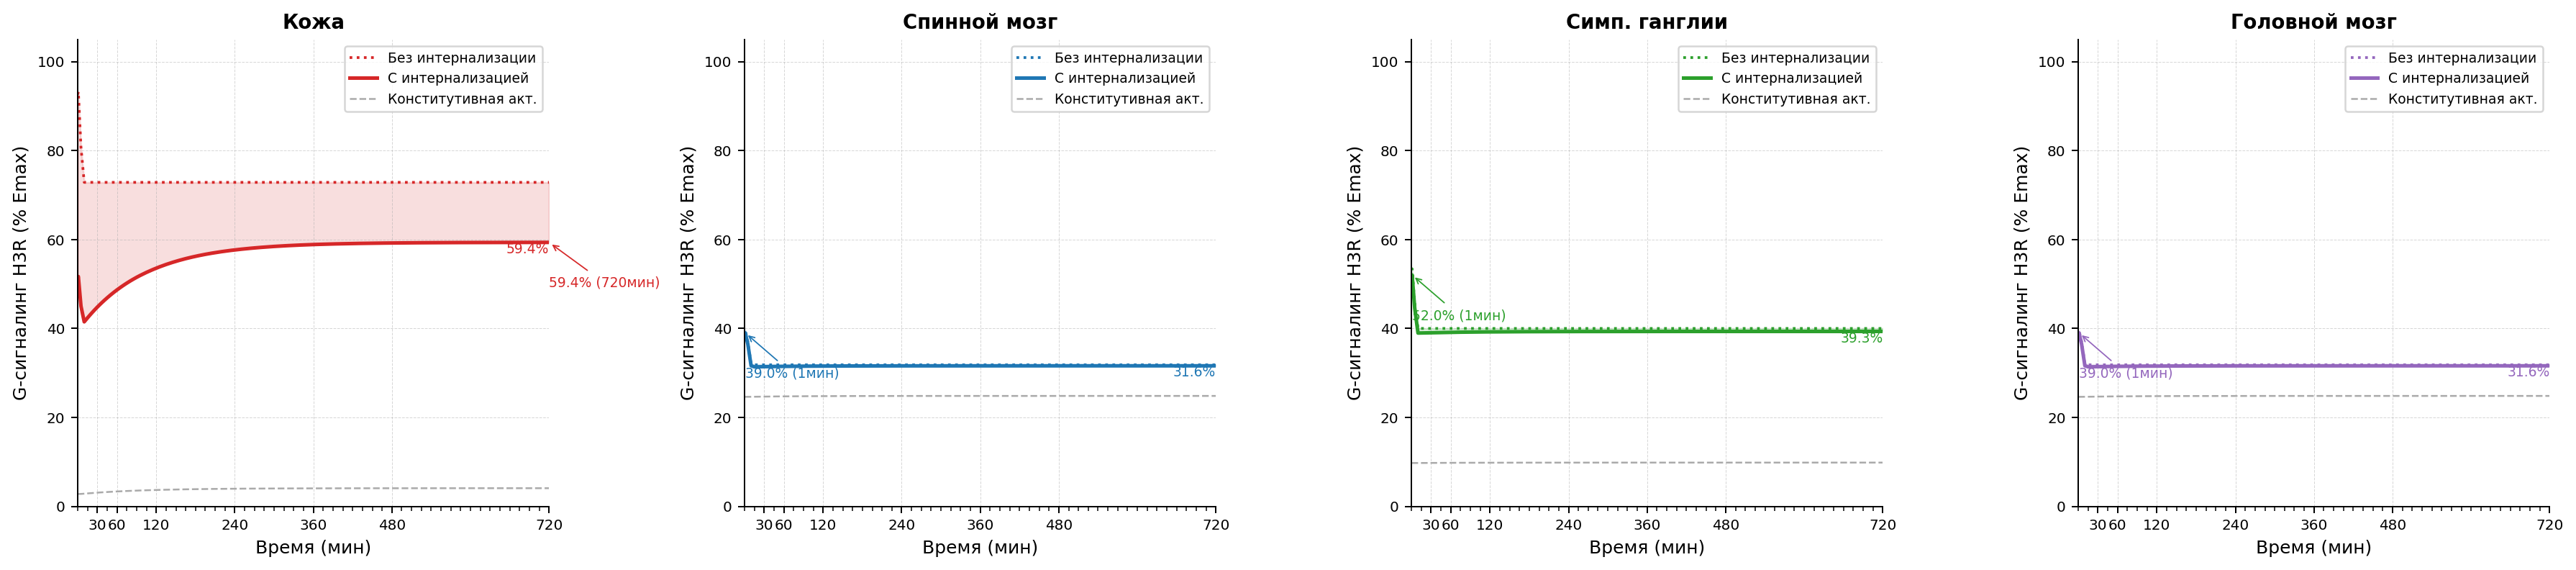 Кожа
G-сигналинг H3R (% Emax)
100
80
60
40
20
0
Без интернализации
С интернализацией
Конститутивная акт.
59.4%
59.4% (720мин)
30 60 120 240 360 480 720
Время (мин)
Спинной мозг
G-сигналинг H3R (% Emax)
100
80
60
40
20
0
Без интернализации
С интернализацией
Конститутивная акт.
39.0% (1мин)
31.6%
30 60 120 240 360 480 720
Время (мин)
Симп. ганглии
G-сигналинг H3R (% Emax)
100
80
60
40
20
0
Без интернализации
С интернализацией
Конститутивная акт.
52.0% (1мин)
39.3%
30 60 120 240 360 480 720
Время (мин)
Головной мозг
G-сигналинг H3R (% Emax)
100
80
60
40
20
0
Без интернализации
С интернализацией
Конститутивная акт.
39.0% (1мин)
31.6%
30 60 120 240 360 480 720
Время (мин)